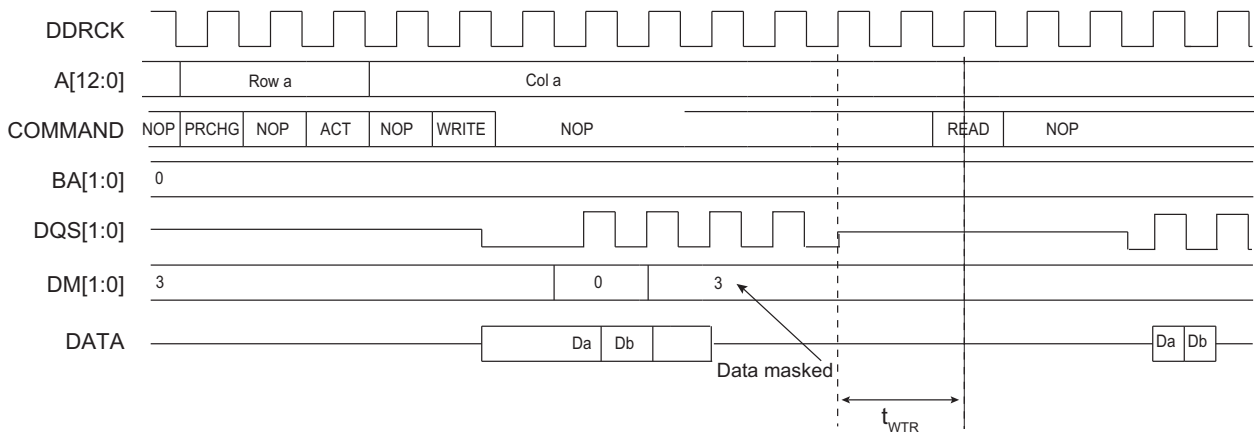 DDRCK
A[12:0] Row a Col a
COMMAND NOP PRCHG NOP ACT NOP WRITE NOP READ NOP
BA[1:0] 0
DQS[1:0]
DM[1:0] 3 0 3
DATA Da Db Da Db
Data masked
tWTR